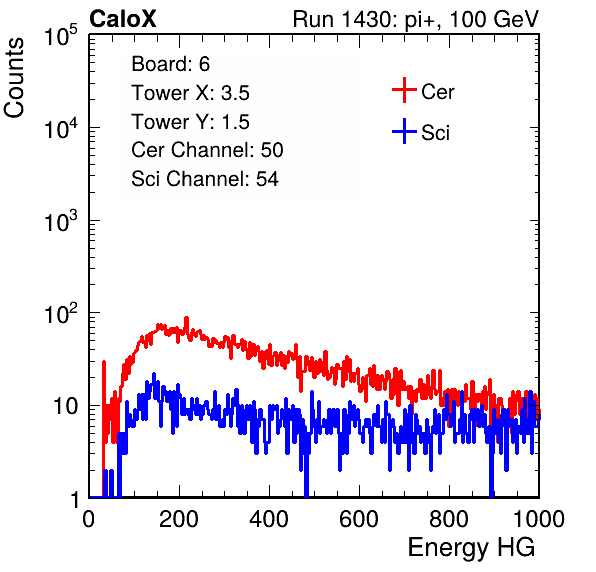 CaloX Run 1430: pi+, 100 GeV
Counts
Board: 6
Tower X: 3.5
Tower Y: 1.5
Cer Channel: 50
Sci Channel: 54
Cer
Sci
10^5
10^4
10^3
10^2
10
1
0 200 400 600 800 1000
Energy HG